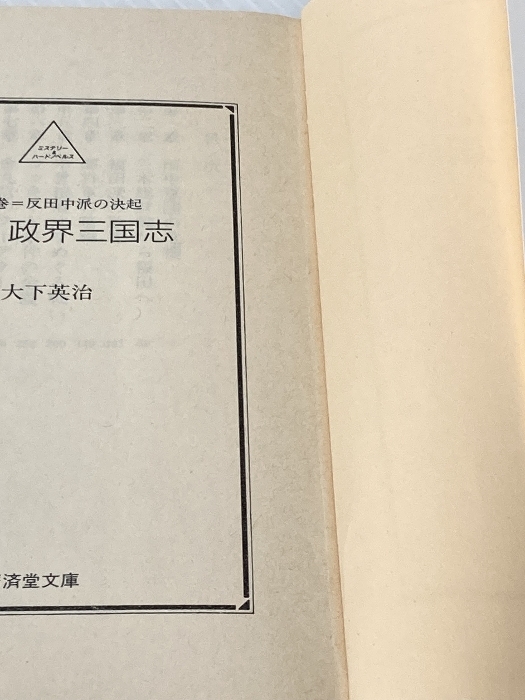 ミステリー
&
ハードノベルス
巻=反田中派の決起
政界三国志
大下英治
済堂文庫